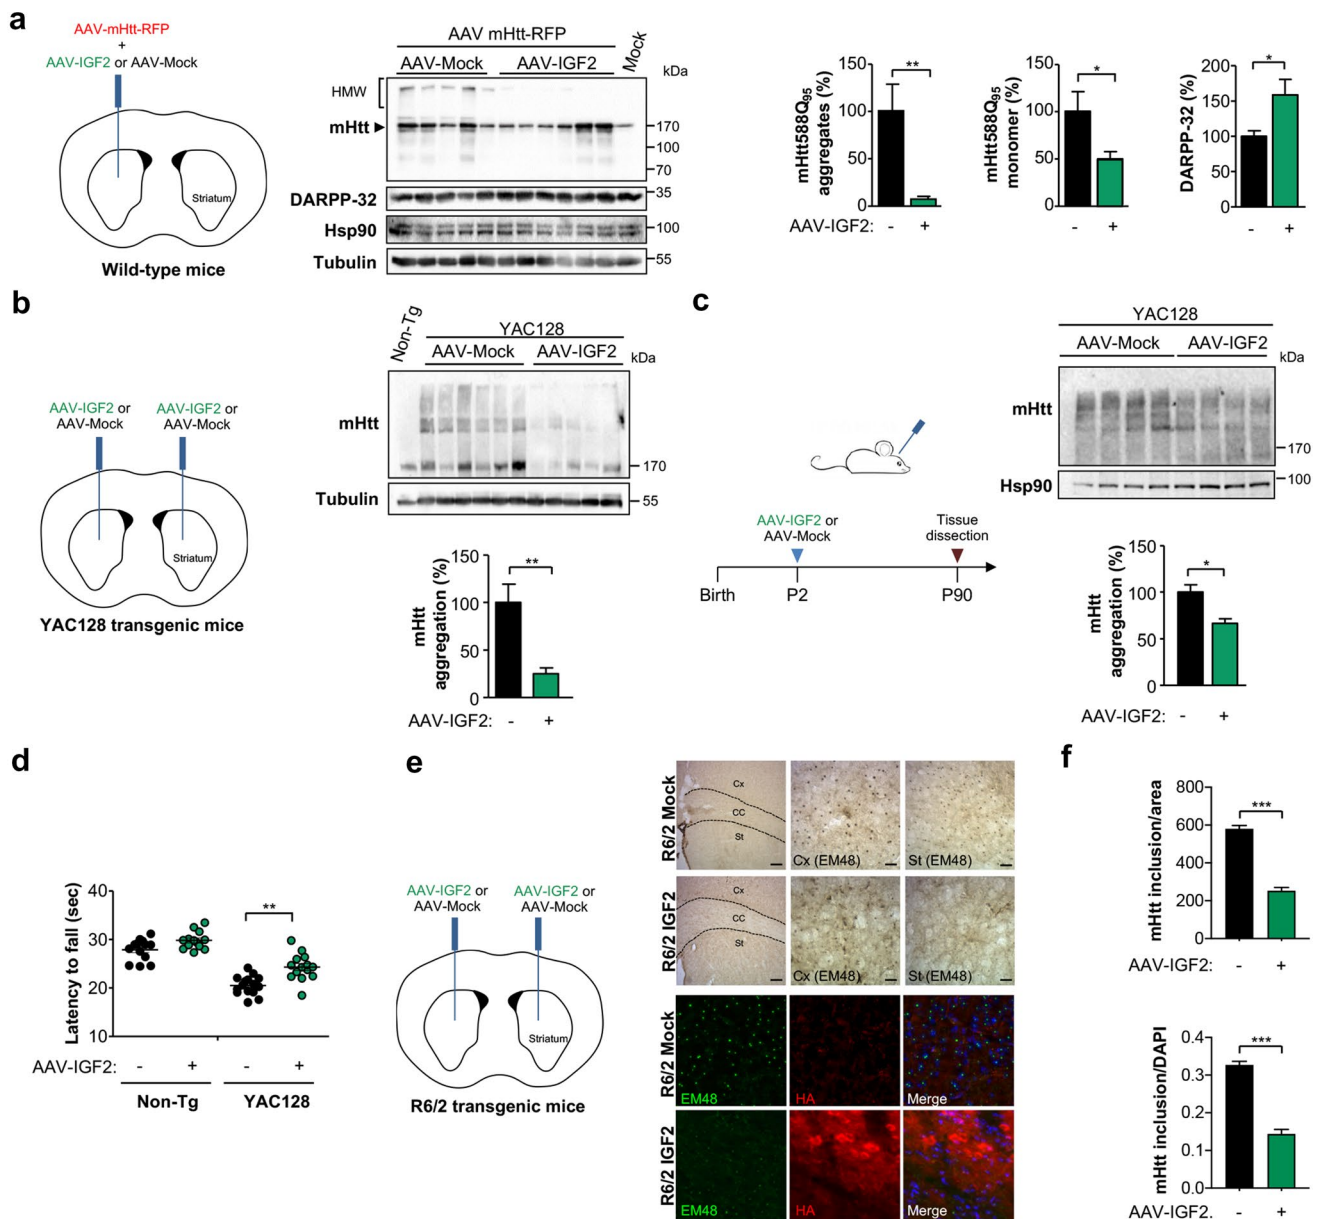 a
AAV-mHtt-RFP
+
AAV-IGF2 or AAV-Mock
Striatum
Wild-type mice
AAV mHtt-RFP
AAV-Mock
AAV-IGF2
Mock
kDa
HMW
mHtt
170
100
70
DARPP-32
35
Hsp90
100
Tubulin
55
mHtt588Q95
aggregates (%)
150
100
50
0
**
AAV-IGF2: - +
mHtt588Q95
monomer (%)
150
100
50
0
*
- +
DARPP-32 (%)
200
150
100
50
0
*
- +
b
AAV-IGF2 or
AAV-Mock
AAV-IGF2 or
AAV-Mock
Striatum
YAC128 transgenic mice
Non-Tg
YAC128
AAV-Mock
AAV-IGF2
kDa
mHtt
170
Tubulin
55
mHtt
aggregation (%)
150
100
50
0
**
AAV-IGF2: - +
c
AAV-IGF2 or
AAV-Mock
Tissue
dissection
Birth
P2
P90
YAC128
AAV-Mock
AAV-IGF2
kDa
mHtt
170
100
Hsp90
mHtt
aggregation (%)
150
100
50
0
*
AAV-IGF2: - +
d
Latency to fall (sec)
40
30
20
10
**
AAV-IGF2: - + - +
Non-Tg
YAC128
e
AAV-IGF2 or
AAV-Mock
AAV-IGF2 or
AAV-Mock
Striatum
R6/2 transgenic mice
R6/2 Mock
Cx
CC
St
Cx (EM48)
St (EM48)
R6/2 IGF2
Cx
CC
St
Cx (EM48)
St (EM48)
R6/2 Mock
EM48
HA
Merge
R6/2 IGF2
EM48
HA
Merge
f
mHtt inclusion/area
800
600
400
200
0
***
AAV-IGF2: - +
mHtt inclusion/DAPI
0.3
0.2
0.1
0.0
***
AAV-IGF2. - +